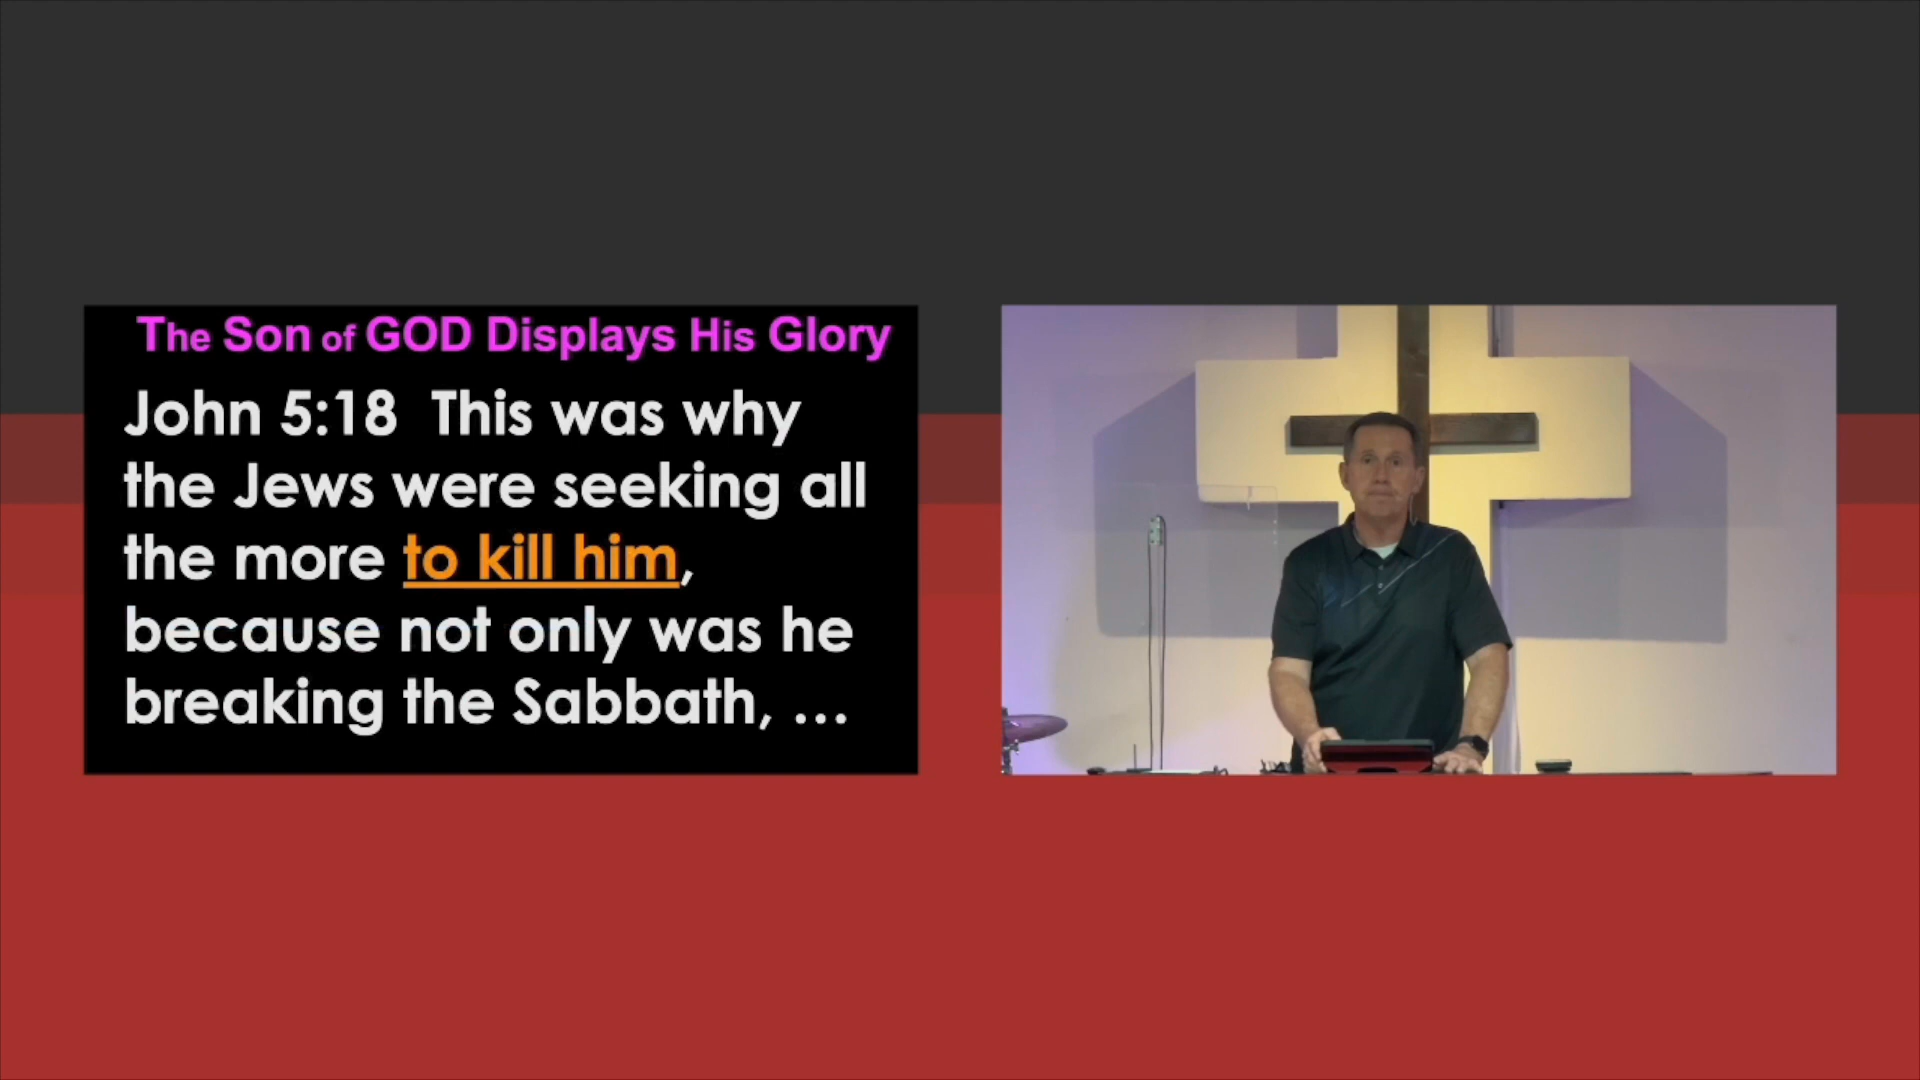 The Son of GOD Displays His Glory
John 5:18 This was why
the Jews were seeking all
the more to kill him,
because not only was he
breaking the Sabbath, …